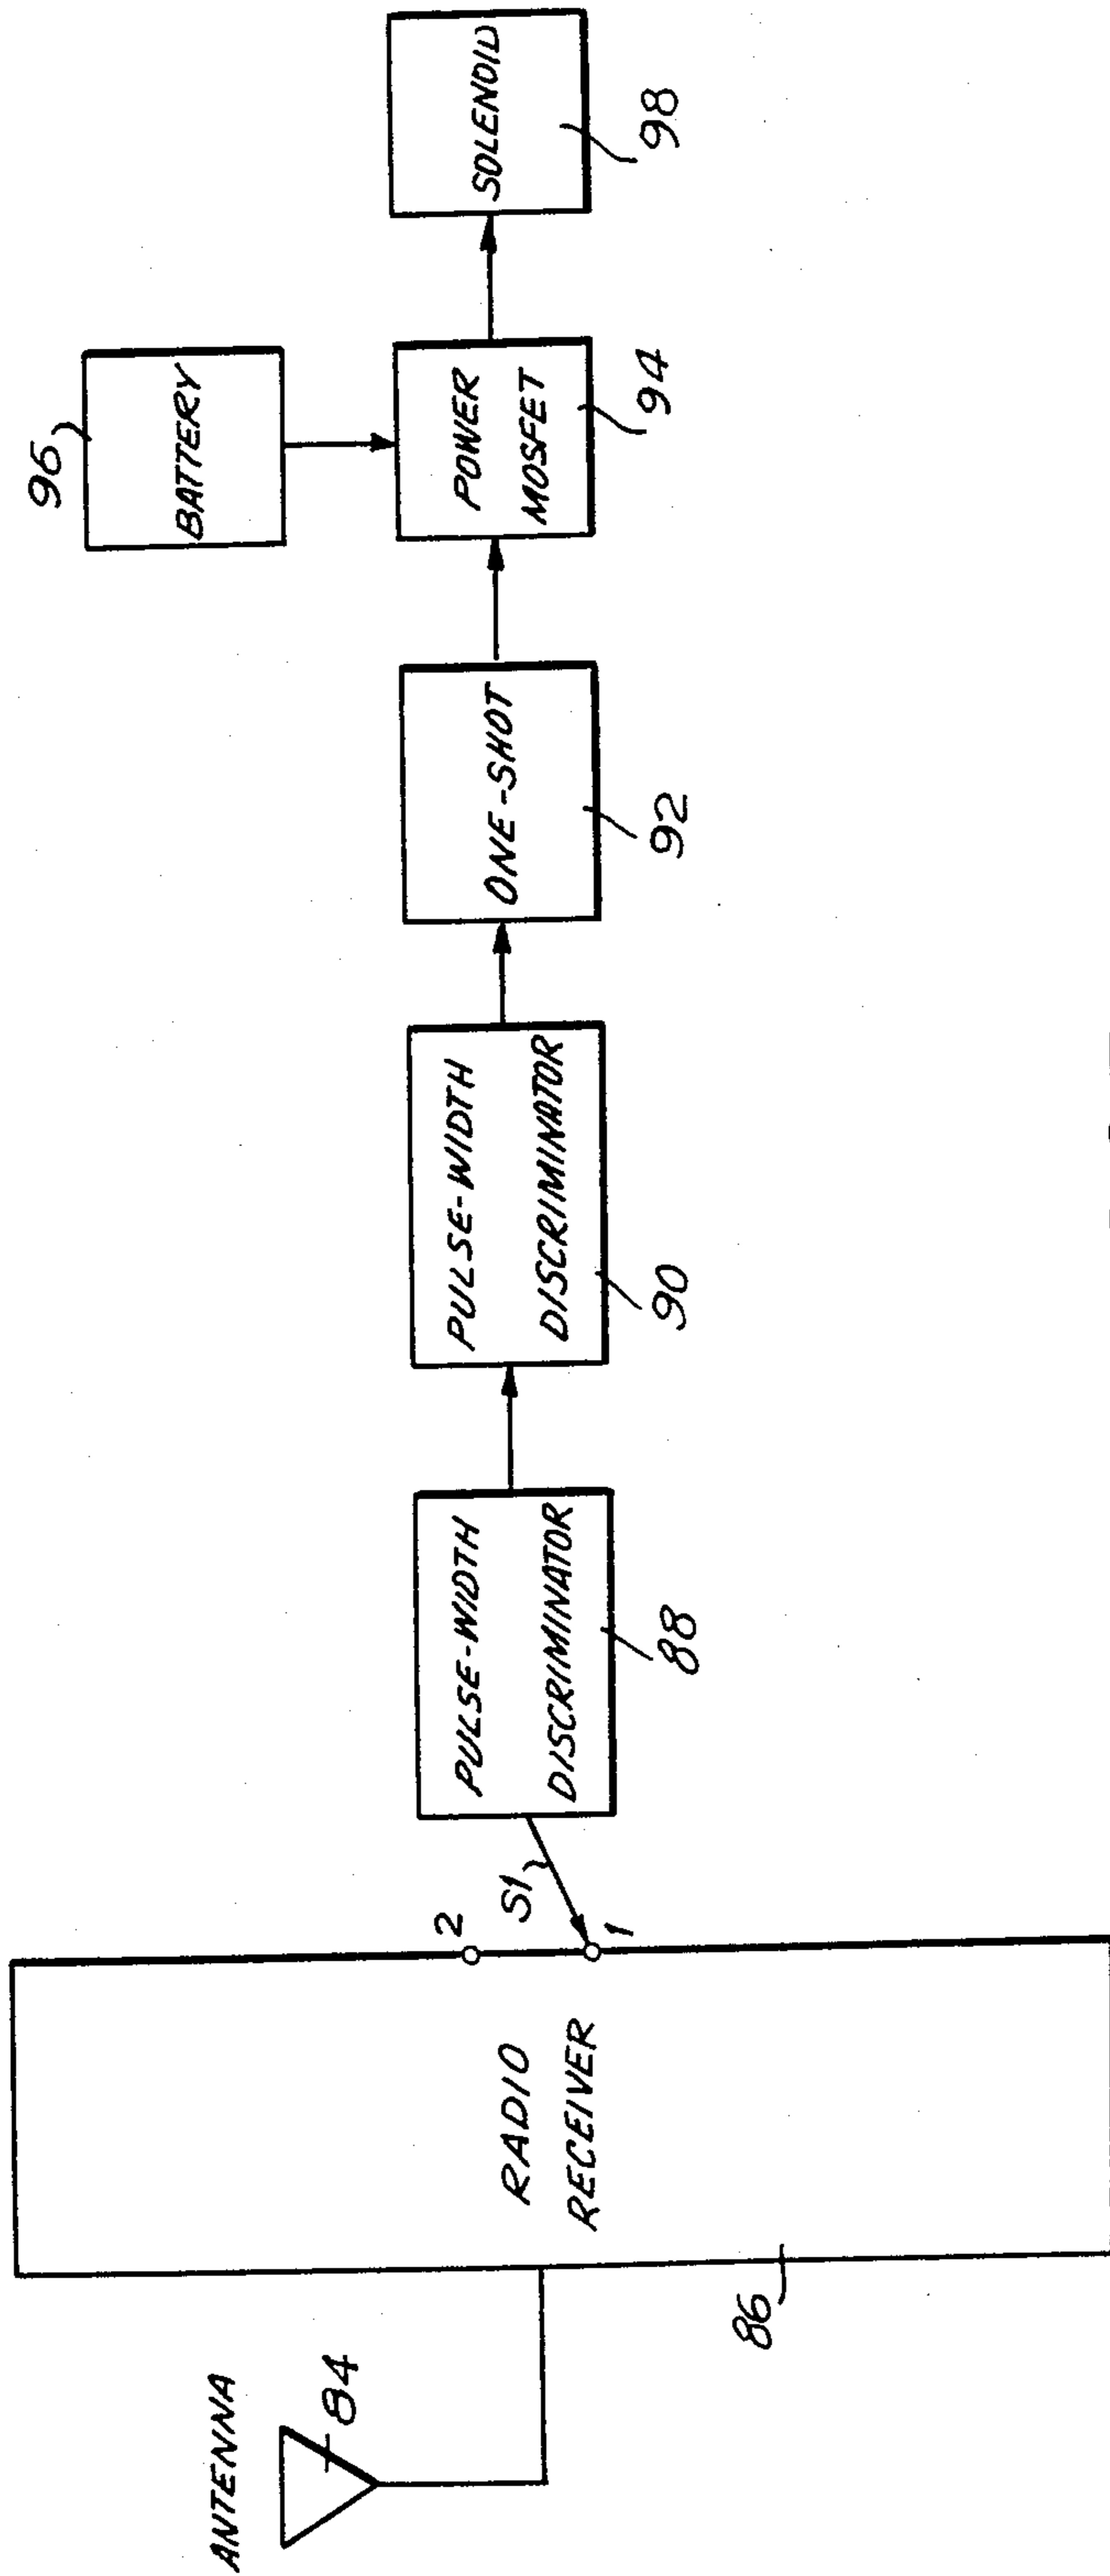 ANTENNA
84
RADIO
RECEIVER
86
2
1
S1
PULSE-WIDTH
DISCRIMINATOR
88
PULSE-WIDTH
DISCRIMINATOR
90
ONE-SHOT
92
BATTERY
96
POWER
MOSFET
94
SOLENOID
98